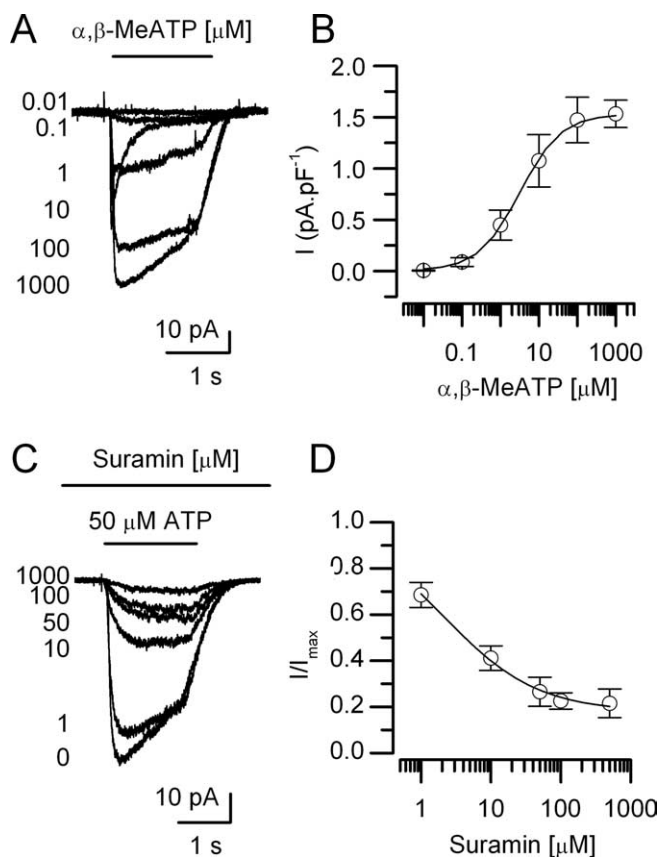 A
α,β-MeATP [μM]
0.01
0.1
1
10
100
1000
10 pA
1 s
B
I (pA.pF⁻¹)
2.0
1.5
1.0
0.5
0.0
0.1 10 1000
α,β-MeATP [μM]
C
Suramin [μM]
50 μM ATP
1000
100
50
10
1
0
10 pA
1 s
D
I/Imax
1.0
0.8
0.6
0.4
0.2
0.0
1 10 100 1000
Suramin [μM]